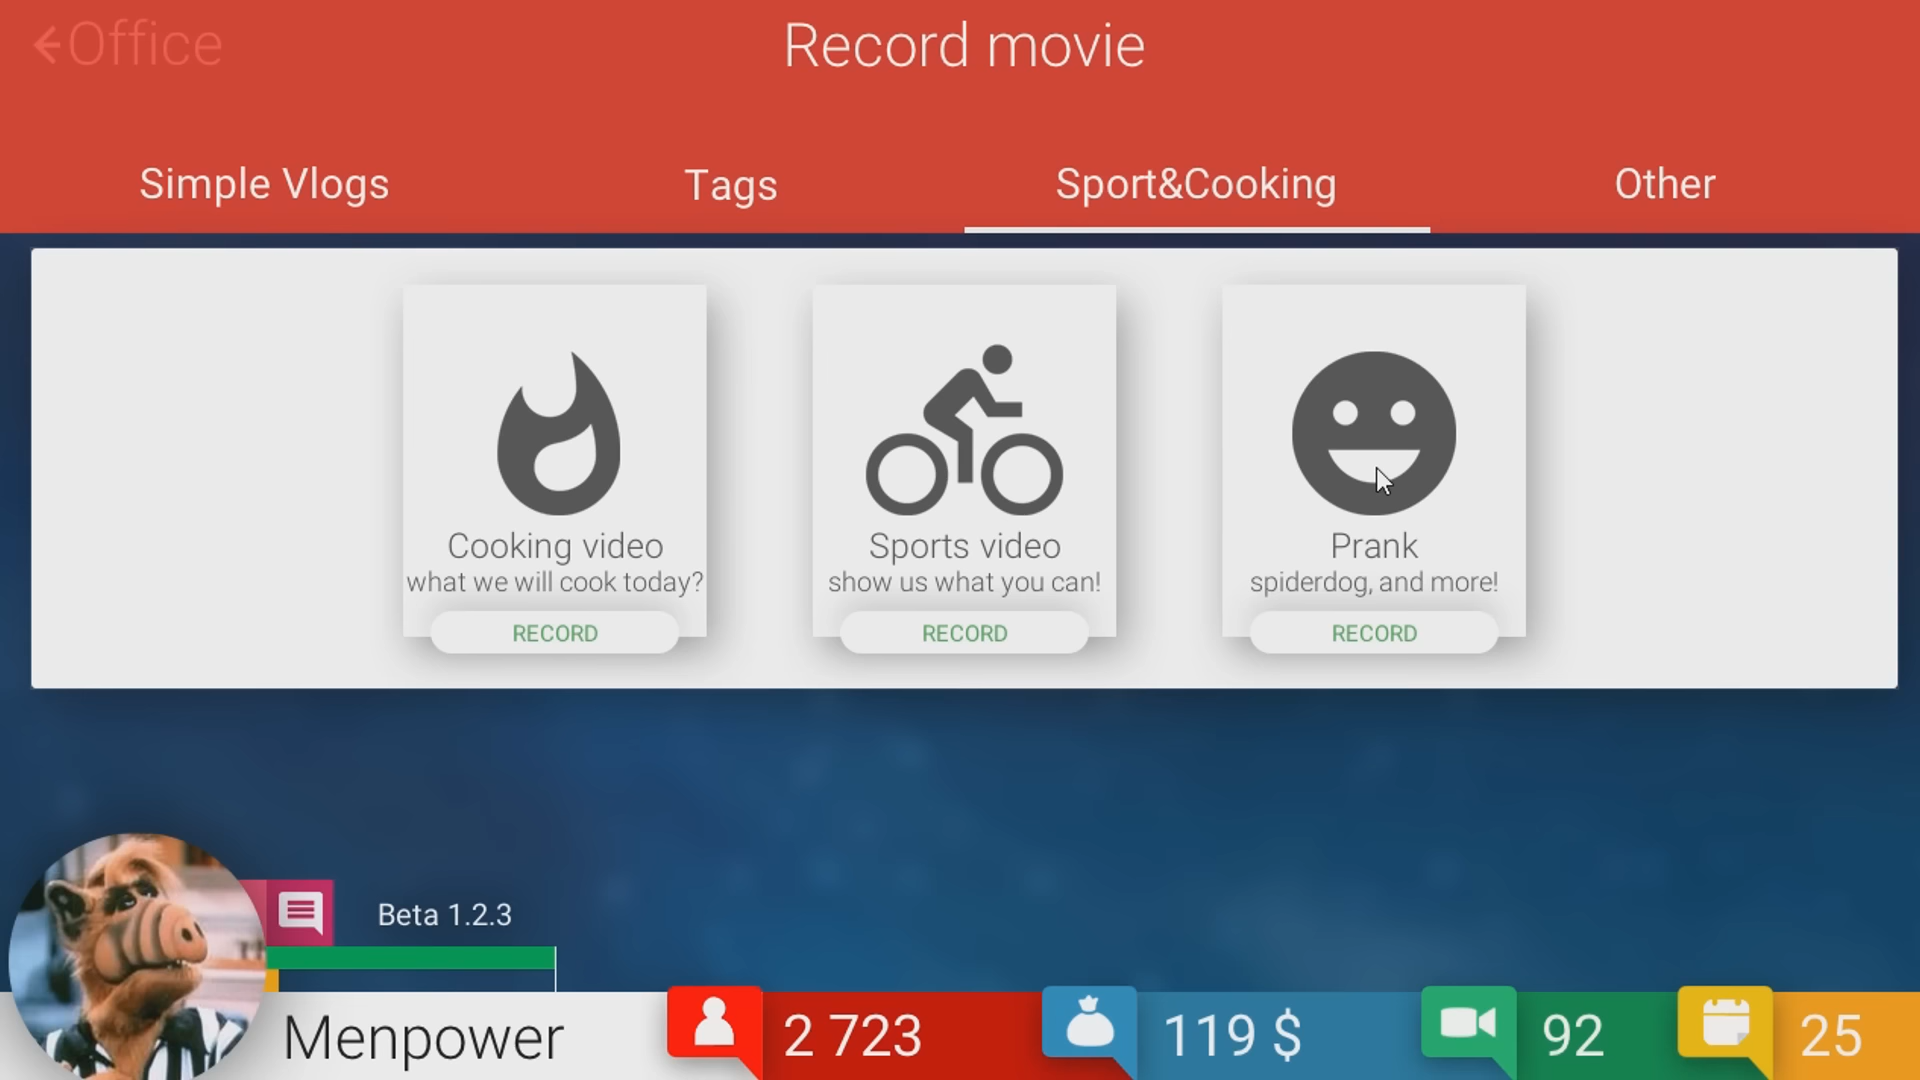 Office
Record movie
Simple Vlogs
Tags
Sport&Cooking
Other
Cooking video
what we will cook today?
RECORD
Sports video
show us what you can!
RECORD
Prank
spiderdog, and more!
RECORD
Beta 1.2.3
Menpower
2 723
119 $
92
25